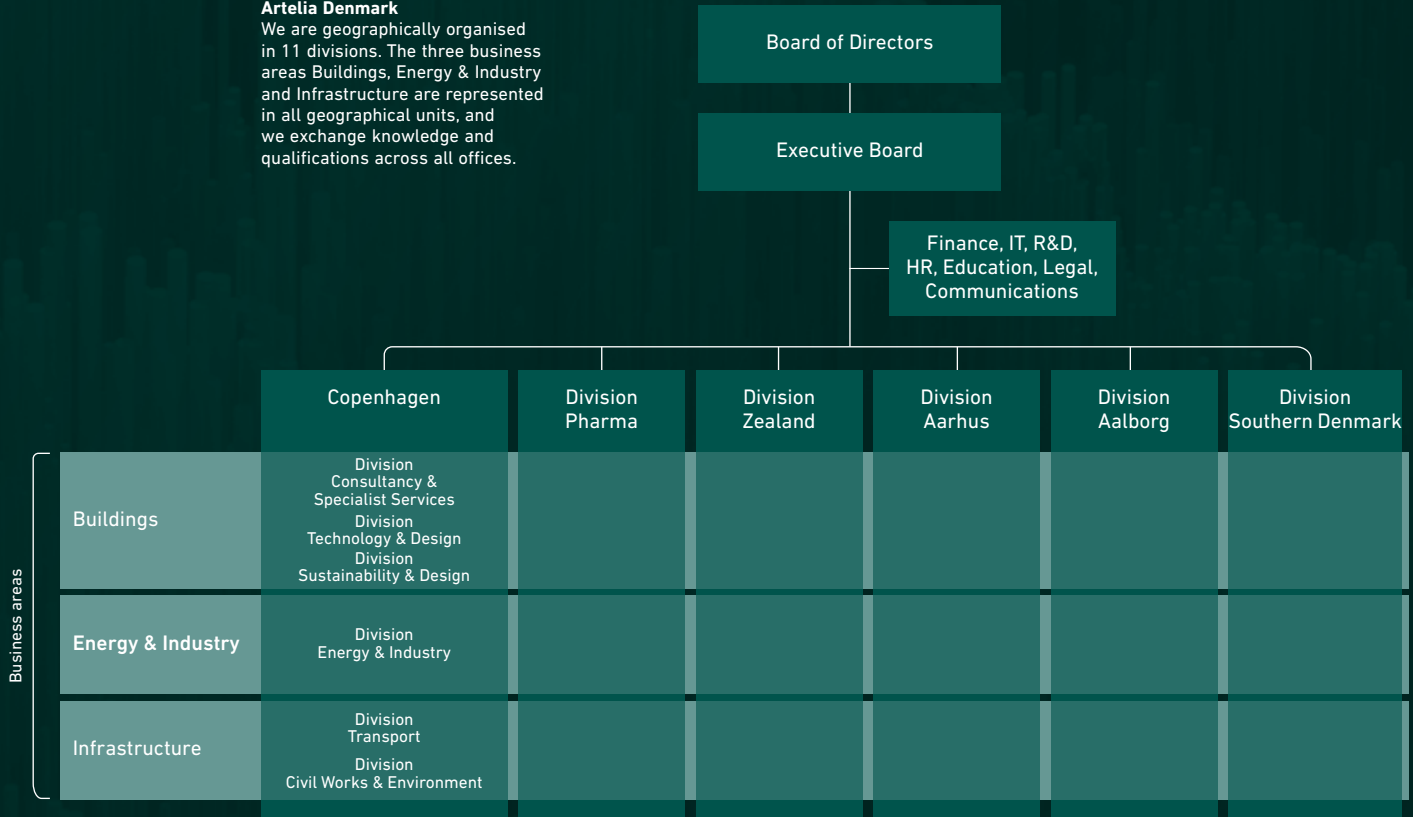 Artelia Denmark
We are geographically organised
in 11 divisions. The three business
areas Buildings, Energy & Industry
and Infrastructure are represented
in all geographical units, and
we exchange knowledge and
qualifications across all offices.
Board of Directors
Executive Board
Finance, IT, R&D,
HR, Education, Legal,
Communications
Copenhagen
Division
Pharma
Division
Zealand
Division
Aarhus
Division
Aalborg
Division
Southern Denmark
Business areas
Buildings
Division
Consultancy &
Specialist Services
Division
Technology & Design
Division
Sustainability & Design
Energy & Industry
Division
Energy & Industry
Infrastructure
Division
Transport
Division
Civil Works & Environment